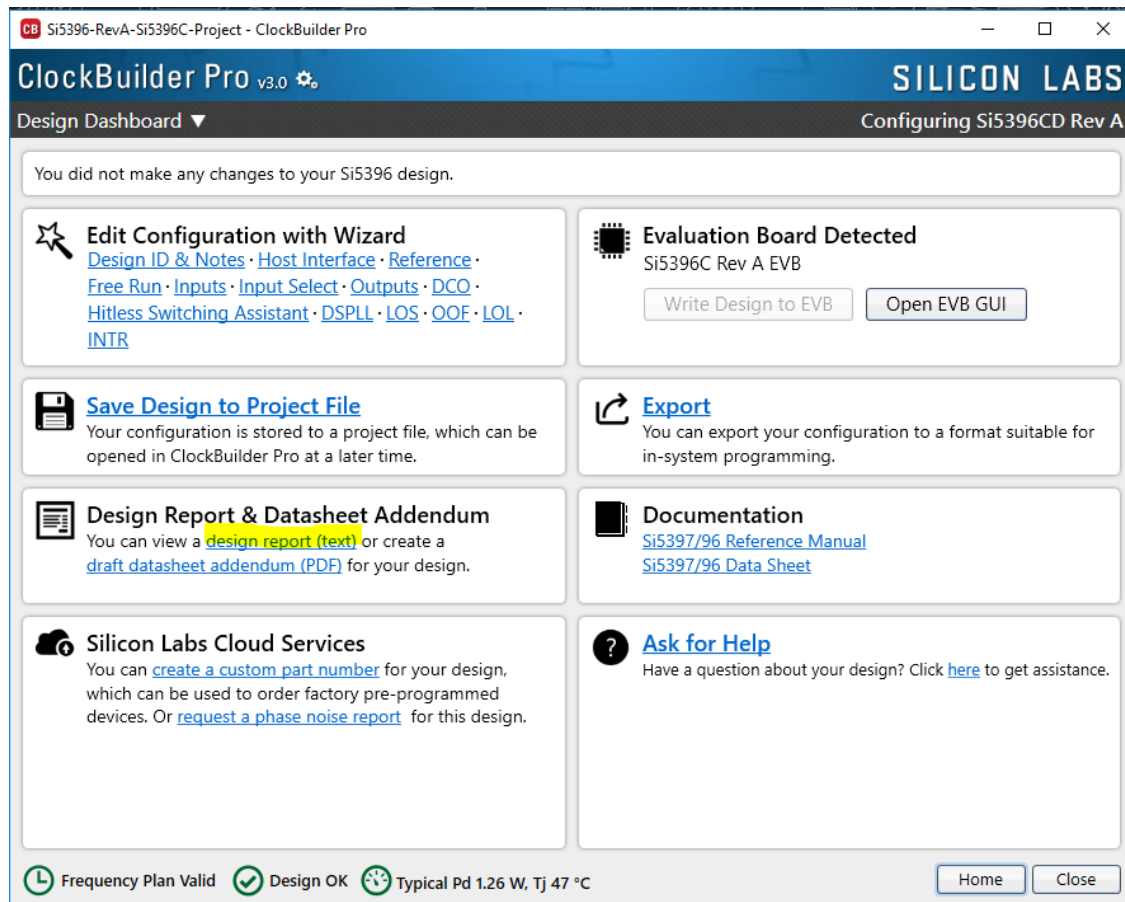 CB Si5396-RevA-Si5396C-Project - ClockBuilder Pro
ClockBuilder Pro v3.0
SILICON LABS
Design Dashboard ▼
Configuring Si5396CD Rev A
You did not make any changes to your Si5396 design.
Edit Configuration with Wizard
Design ID & Notes · Host Interface · Reference ·
Free Run · Inputs · Input Select · Outputs · DCO ·
Hitless Switching Assistant · DSPLL · LOS · OOF · LOL ·
INTR
Evaluation Board Detected
Si5396C Rev A EVB
Write Design to EVB
Open EVB GUI
Save Design to Project File
Your configuration is stored to a project file, which can be
opened in ClockBuilder Pro at a later time.
Export
You can export your configuration to a format suitable for
in-system programming.
Design Report & Datasheet Addendum
You can view a design report (text) or create a
draft datasheet addendum (PDF) for your design.
Documentation
Si5397/96 Reference Manual
Si5397/96 Data Sheet
Silicon Labs Cloud Services
You can create a custom part number for your design,
which can be used to order factory pre-programmed
devices. Or request a phase noise report for this design.
? Ask for Help
Have a question about your design? Click here to get assistance.
Frequency Plan Valid
Design OK
Typical Pd 1.26 W, Tj 47 °C
Home
Close